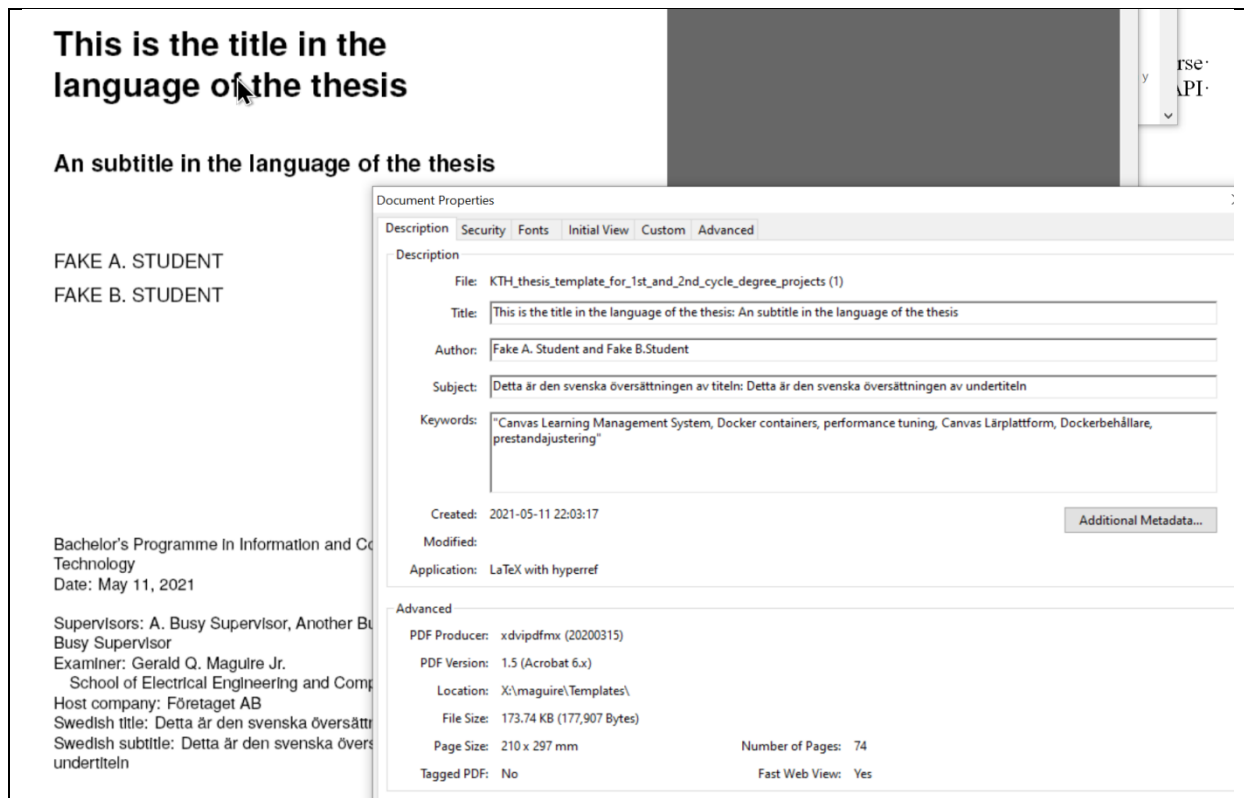 This is the title in the
language of the thesis
An subtitle in the language of the thesis
FAKE A. STUDENT
FAKE B. STUDENT
Bachelor's Programme in Information and Co
Technology
Date: May 11, 2021
Supervisors: A. Busy Supervisor, Another Bu
Busy Supervisor
Examiner: Gerald Q. Maguire Jr.
School of Electrical Engineering and Comp
Host company: Företaget AB
Swedish title: Detta är den svenska översättn
Swedish subtitle: Detta är den svenska övers
undertiteln
y
rse·
API·
Document Properties
Description Security Fonts Initial View Custom Advanced
Description
File: KTH_thesis_template_for_1st_and_2nd_cycle_degree_projects (1)
Title: This is the title in the language of the thesis: An subtitle in the language of the thesis
Author: Fake A. Student and Fake B.Student
Subject: Detta är den svenska översättningen av titeln: Detta är den svenska översättningen av undertiteln
Keywords: "Canvas Learning Management System, Docker containers, performance tuning, Canvas Lärplattform, Dockerbehållare,
prestandajustering"
Created: 2021-05-11 22:03:17
Additional Metadata...
Modified:
Application: LaTeX with hyperref
Advanced
PDF Producer: xdvipdfmx (20200315)
PDF Version: 1.5 (Acrobat 6.x)
Location: X:\maguire\Templates\
File Size: 173.74 KB (177,907 Bytes)
Page Size: 210 x 297 mm Number of Pages: 74
Tagged PDF: No Fast Web View: Yes